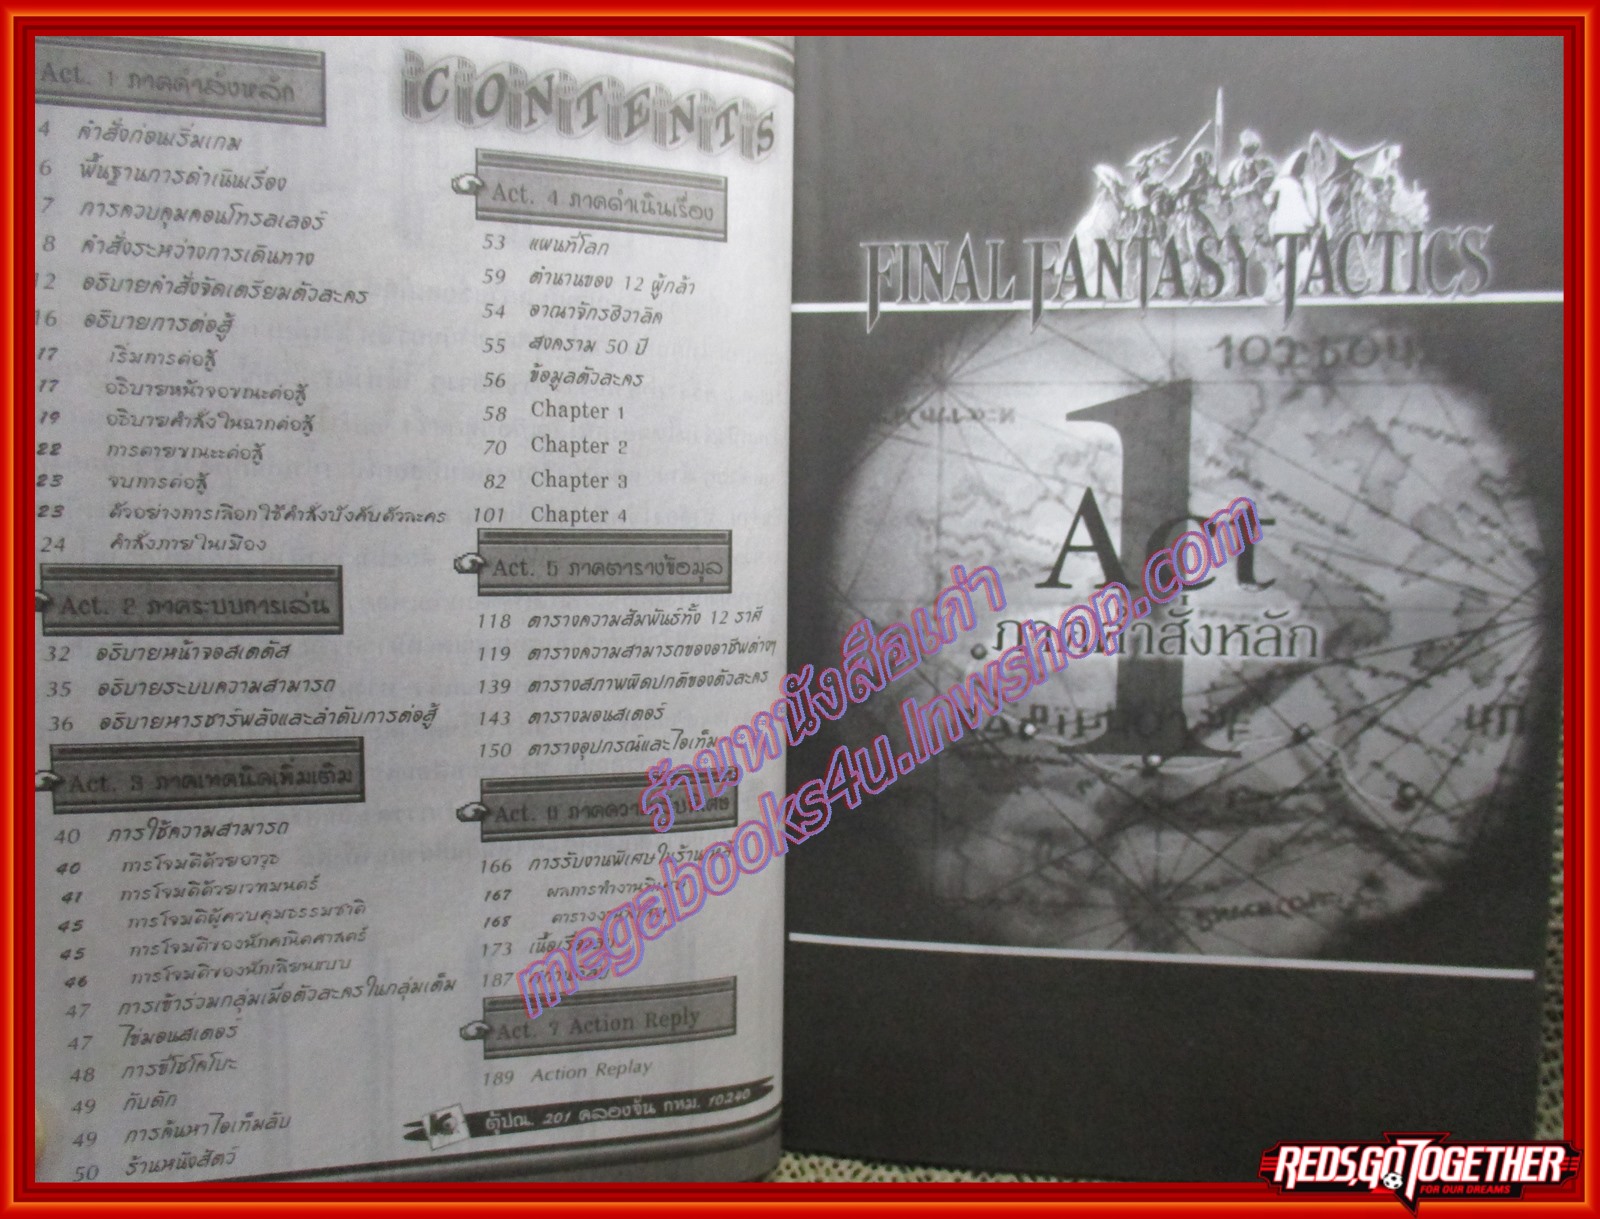 Act. 1 ภาคคำสั่งหลัก
4 คำสั่งก่อนเริ่มเกม
6 พื้นฐานการดำเนินเรื่อง
7 การควบคุมคอนโทรลเลอร์
8 คำสั่งระหว่างการเดินทาง
12 อธิบายคำสั่งจัดเตรียมตัวละคร
16 อธิบายการต่อสู้
17 เริ่มการต่อสู้
17 อธิบายหน้าจอขณะต่อสู้
19 อธิบายคำสั่งในฉากต่อสู้
22 การตายขณะะต่อสู้
23 จบการต่อสู้
23 ตัวอย่างการเลือกใช้คำสั่งบังคับตัวละคร
24 คำสั่งภายในเมือง
Act. 2 ภาคระบบการเล่น
32 อธิบายหน้าจอสเตตัส
35 อธิบายระบบความสามารถ
36 อธิบายหารชาร์พลังและลำดับการต่อสู้
Act. 3 ภาคเทคนิคเพิ่มเติม
40 การใช้ความสามารถ
40 การโจมตีด้วยอาวุธ
41 การโจมตีด้วยเวทมนตร์
45 การโจมตีผู้ควบคุมธรรมชาติ
45 การโจมตีของนักคณิตศาสตร์
46 การโจมตีของนักเลียนแบบ
47 การเข้าร่วมกลุ่มเมื่อตัวละครในกลุ่มเต็ม
47 ไข่มอนสเตอร์
48 การขี่โชโคโบะ
49 กับดัก
49 การค้นหาไอเท็มลับ
50 ร้านหนังสัตว์
CONTENTS
Act. 4 ภาคดำเนินเรื่อง
53 แผนที่โลก
59 ตำนานของ 12 ผู้กล้า
54 อาณาจักรอิวาลิค
55 สงคราม 50 ปี
56 ข้อมูลตัวละคร
58 Chapter 1
70 Chapter 2
82 Chapter 3
101 Chapter 4
Act. 5 ภาคตารางข้อมูล
118 ตารางความสัมพันธ์ทั้ง 12 ราศี
119 ตารางความสามารถของอาชีพต่างๆ
139 ตารางสภาพผิดปกติของตัวละคร
143 ตารางมอนสเตอร์
150 ตารางอุปกรณ์และไอเท็ม
Act. 6
166 การรับงานพิเศษในร้านเหล้า
167 ผลการทำงานพิเศษ
168
173 เนื้อเรื่องลับ
187
Act. 7 Action Reply
189 Action Replay
ตู้ปณ. 201 คลองจั่น กทม. 10240
FINAL FANTASY TACTICS
Act 1
ภาคคำสั่งหลัก
ร้านหนังสือเก่า
megabooks4u.lnwshop.com
REDS,GO TOGETHER
FOR OUR DREAMS